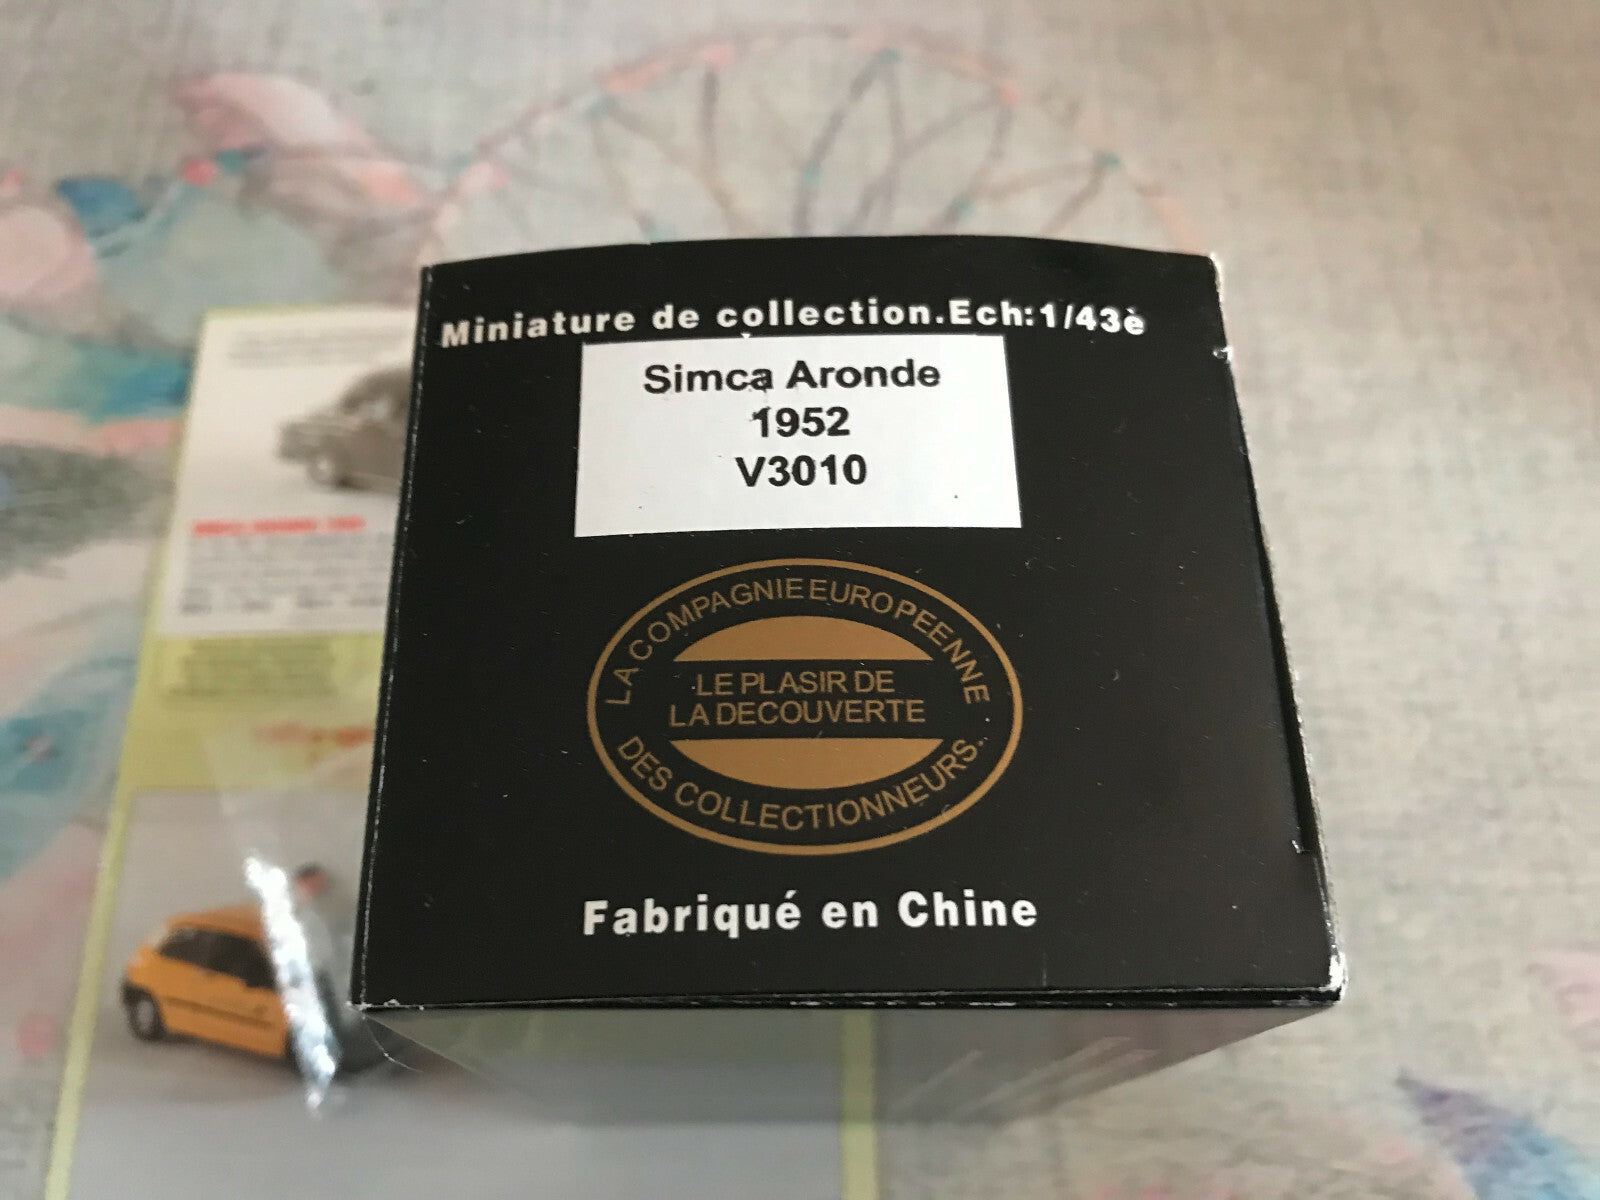 Miniature de collection.Ech:1/43è
Simca Aronde
1952
V3010
LA COMPAGNIE EUROPEENNE
LE PLASIR DE
LA DECOUVERTE
DES COLLECTIONNEURS.
Fabriqué en Chine